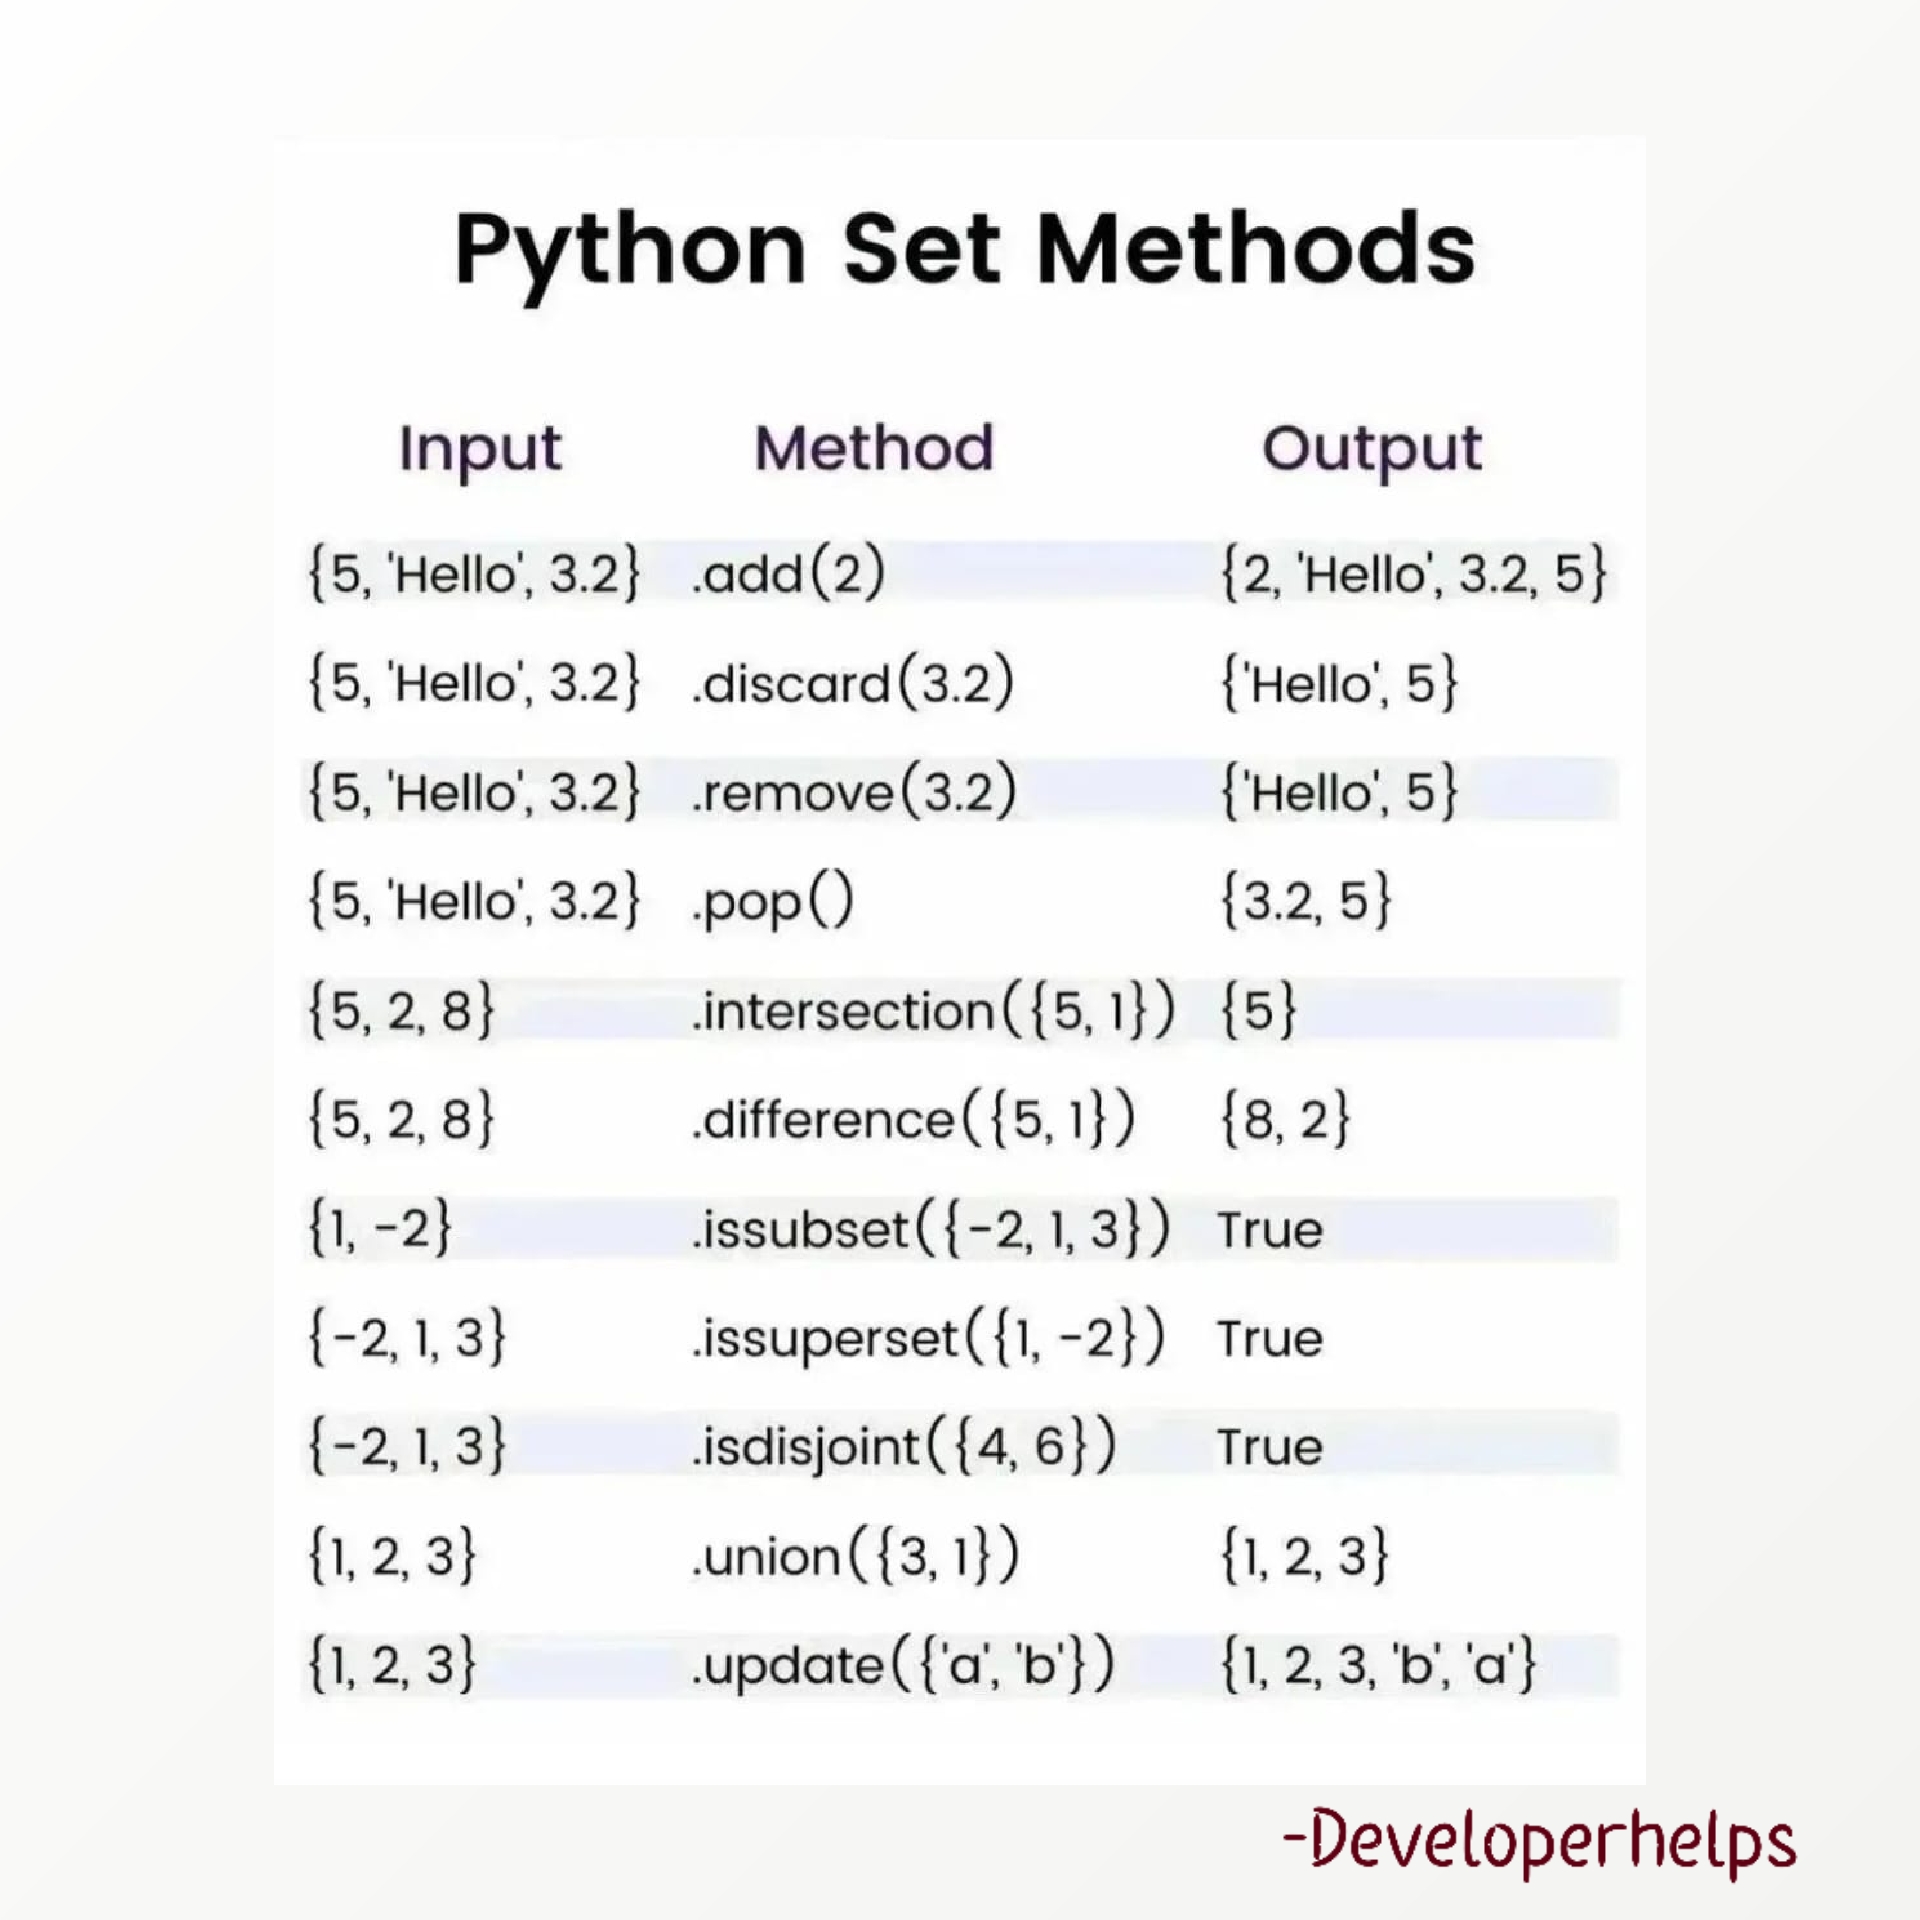 Python Set Methods
Input Method Output
{5, 'Hello', 3.2} .add(2) {2, 'Hello', 3.2, 5}
{5, 'Hello', 3.2} .discard(3.2) {'Hello', 5}
{5, 'Hello', 3.2} .remove(3.2) {'Hello', 5}
{5, 'Hello', 3.2} .pop() {3.2, 5}
{5, 2, 8} .intersection({5, 1}) {5}
{5, 2, 8} .difference({5, 1}) {8, 2}
{1, -2} .issubset({-2, 1, 3}) True
{-2, 1, 3} .issuperset({1, -2}) True
{-2, 1, 3} .isdisjoint({4, 6}) True
{1, 2, 3} .union({3, 1}) {1, 2, 3}
{1, 2, 3} .update({'a', 'b'}) {1, 2, 3, 'b', 'a'}
-Developerhelps